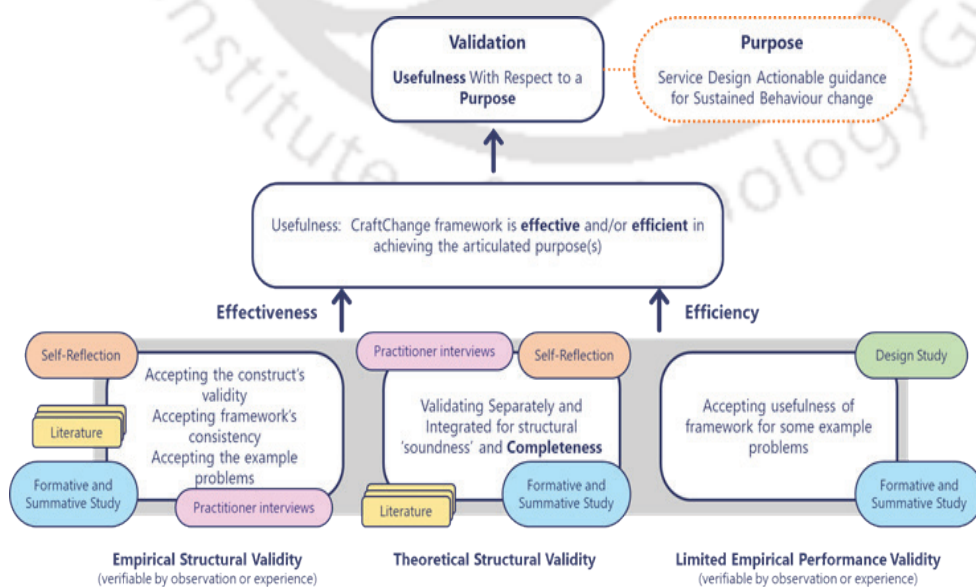 Institute of Technology G
Validation
Usefulness With Respect to a
Purpose
Purpose
Service Design Actionable guidance
for Sustained Behaviour change
Usefulness: CraftChange framework is effective and/or efficient in
achieving the articulated purpose(s)
Effectiveness
Efficiency
Self-Reflection
Accepting the construct's
validity
Accepting framework's
consistency
Accepting the example
problems
Literature
Formative and
Summative Study
Practitioner interviews
Practitioner interviews
Self-Reflection
Validating Separately and
Integrated for structural
'soundness' and Completeness
Literature
Formative and
Summative Study
Design Study
Accepting usefulness of
framework for some example
problems
Formative and
Summative Study
Empirical Structural Validity
(verifiable by observation or experience)
Theoretical Structural Validity
Limited Empirical Performance Validity
(verifiable by observation or experience)